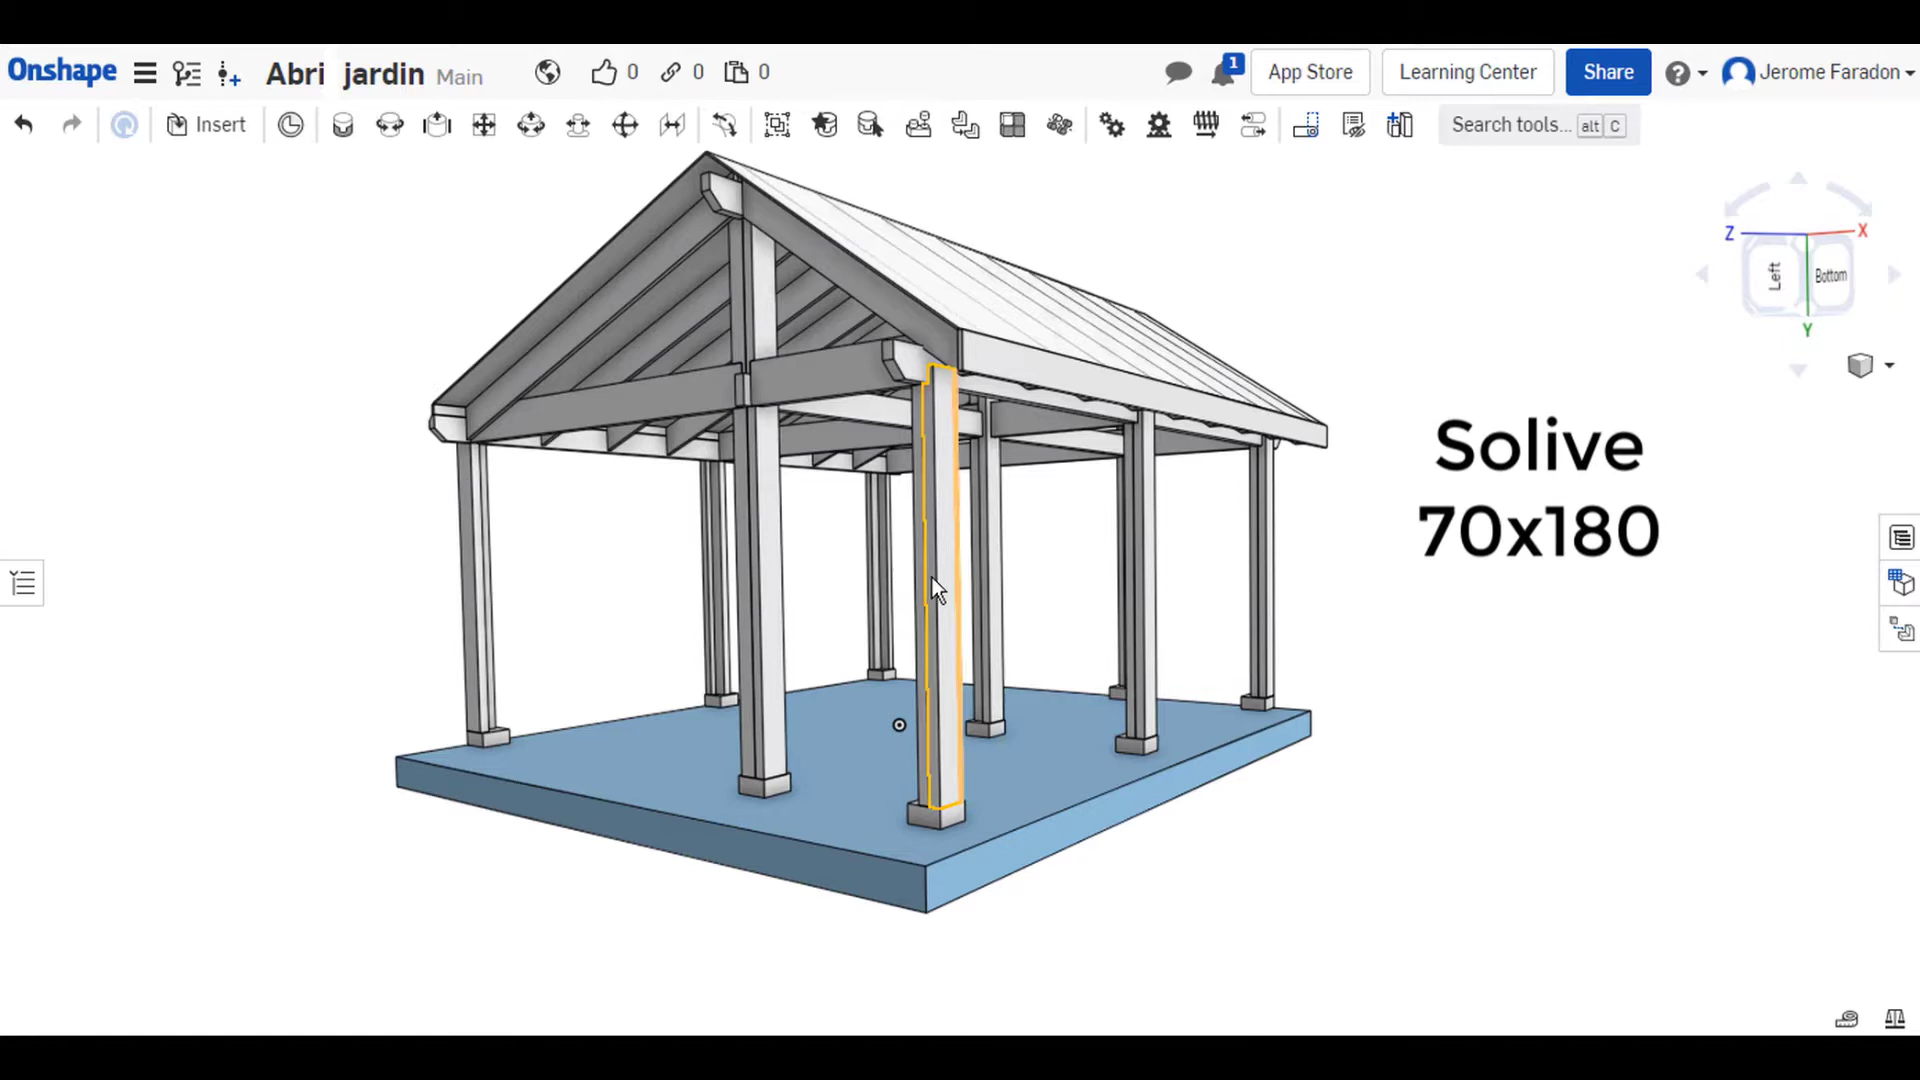 Onshape
Abri jardin Main
0
0
0
1
App Store
Learning Center
Share
Jerome Faradon
Insert
Search tools... alt C
Z
X
Left
Bottom
Y
Solive
70x180